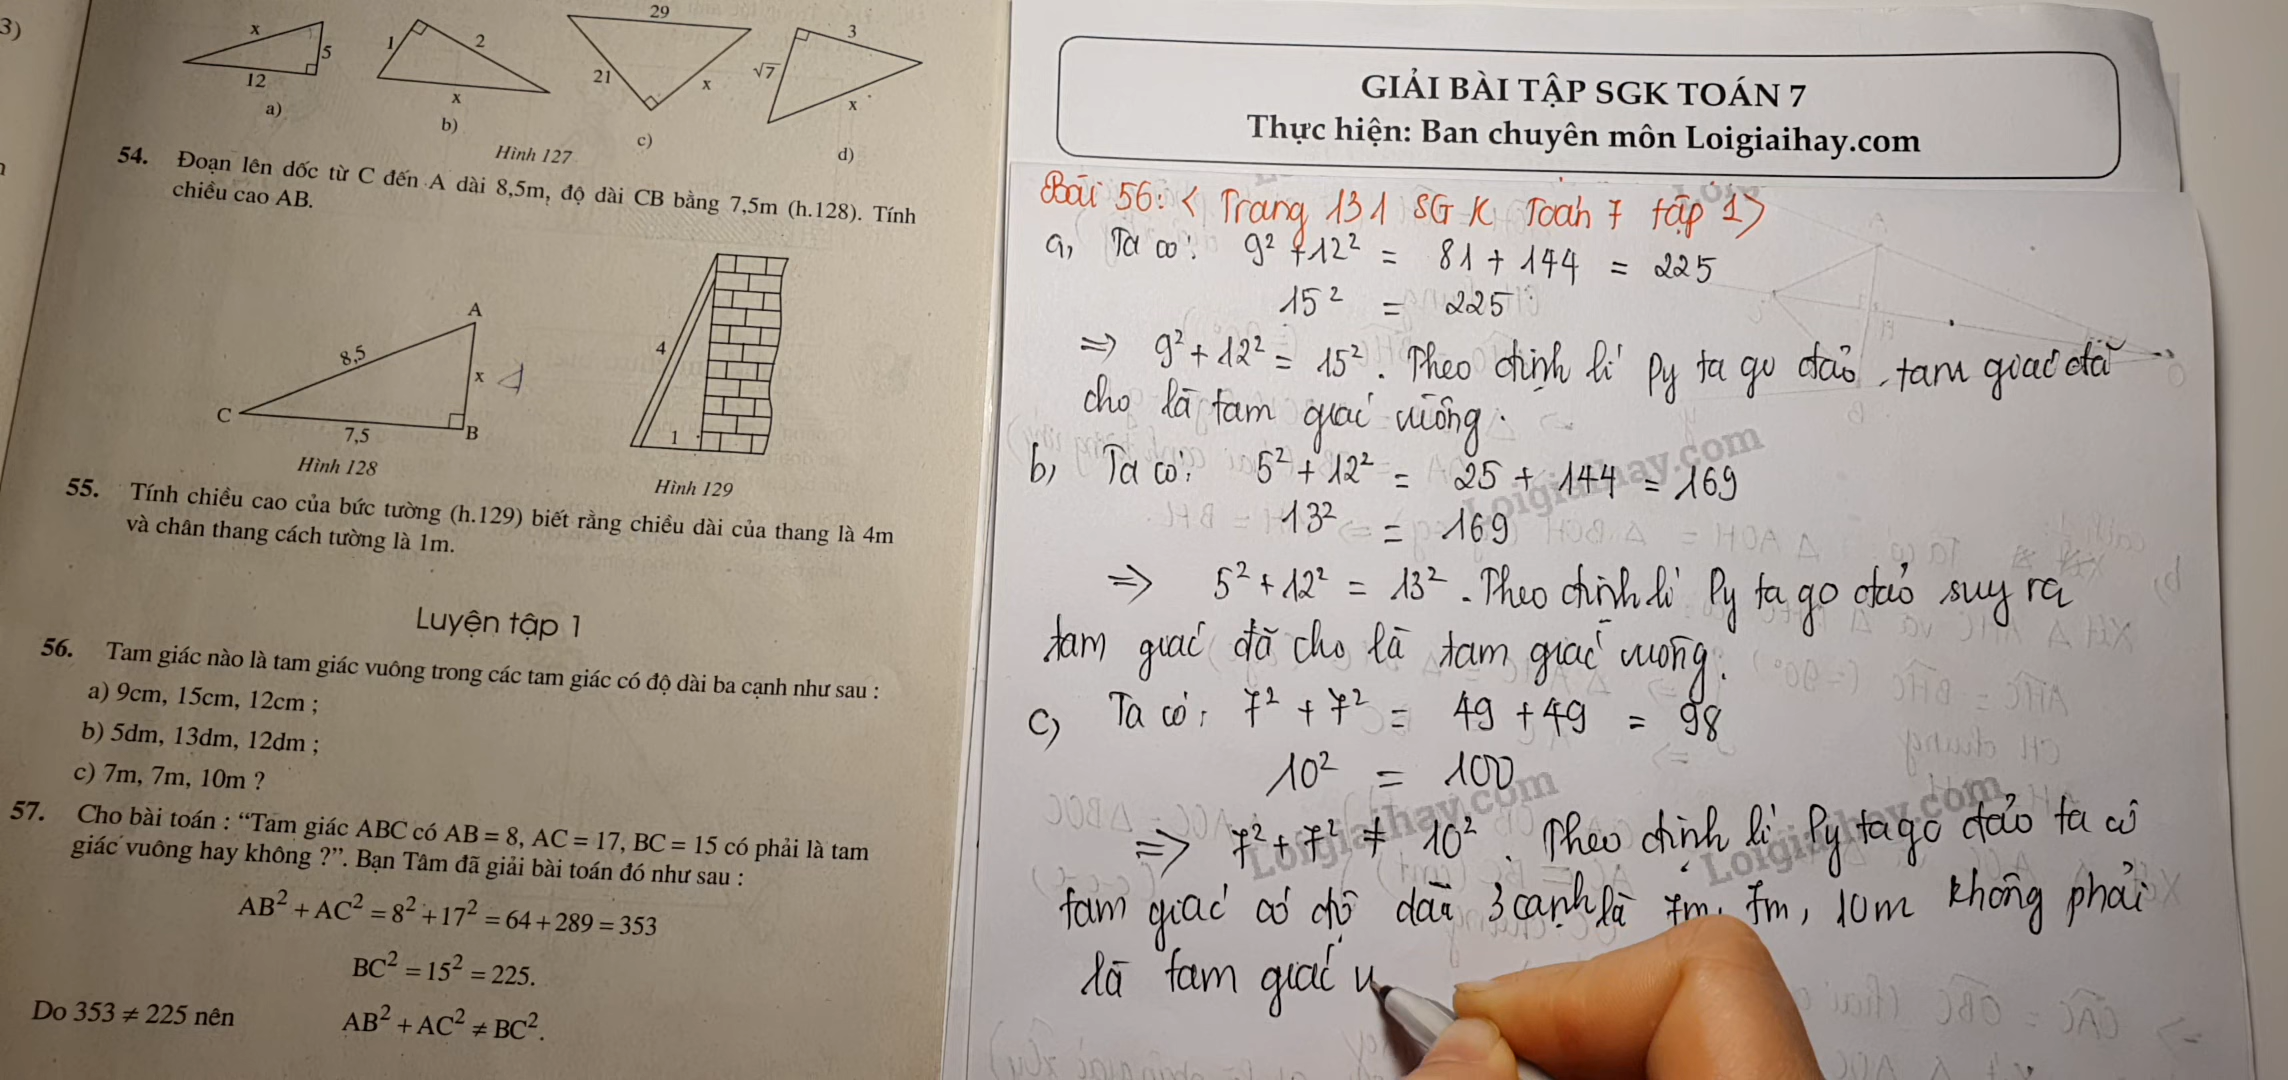 3)
x
5
12
a)
1
2
x
b)
29
21
x
c)
3
√7
x
d)
Hình 127
54. Đoạn lên dốc từ C đến A dài 8,5m, độ dài CB bằng 7,5m (h.128). Tính
chiều cao AB.
A
8,5
x
C
7,5
B
Hình 128
4
1
Hình 129
55. Tính chiều cao của bức tường (h.129) biết rằng chiều dài của thang là 4m
và chân thang cách tường là 1m.
Luyện tập 1
56. Tam giác nào là tam giác vuông trong các tam giác có độ dài ba cạnh như sau :
a) 9cm, 15cm, 12cm ;
b) 5dm, 13dm, 12dm ;
c) 7m, 7m, 10m ?
57. Cho bài toán : “Tam giác ABC có AB = 8, AC = 17, BC = 15 có phải là tam
giác vuông hay không ?”. Bạn Tâm đã giải bài toán đó như sau :
AB² + AC² = 8² + 17² = 64 + 289 = 353
BC² = 15² = 225.
Do 353 ≠ 225 nên AB² + AC² ≠ BC².
GIẢI BÀI TẬP SGK TOÁN 7
Thực hiện: Ban chuyên môn Loigiaihay.com
Bài 56: < Trang 131 SGK Toán 7 tập 1>
a, Ta có: 9² + 12² = 81 + 144 = 225
15² = 225
=> 9² + 12² = 15². Theo định lí Py ta go đảo, tam giác đã
cho là tam giác vuông.
b, Ta có: 5² + 12² = 25 + 144 = 169
13² = 169
=> 5² + 12² = 13². Theo định lí Py ta go đảo suy ra
tam giác đã cho là tam giác vuông.
c) Ta có: 7² + 7² = 49 + 49 = 98
10² = 100
=> 7² + 7² ≠ 10². Theo định lí Py ta go đảo ta có
tam giác có độ dài 3 cạnh là 7m, 7m, 10m không phải
là tam giác v
Loigiaihay.com
Loigiaihay.com
Loigiaihay.com